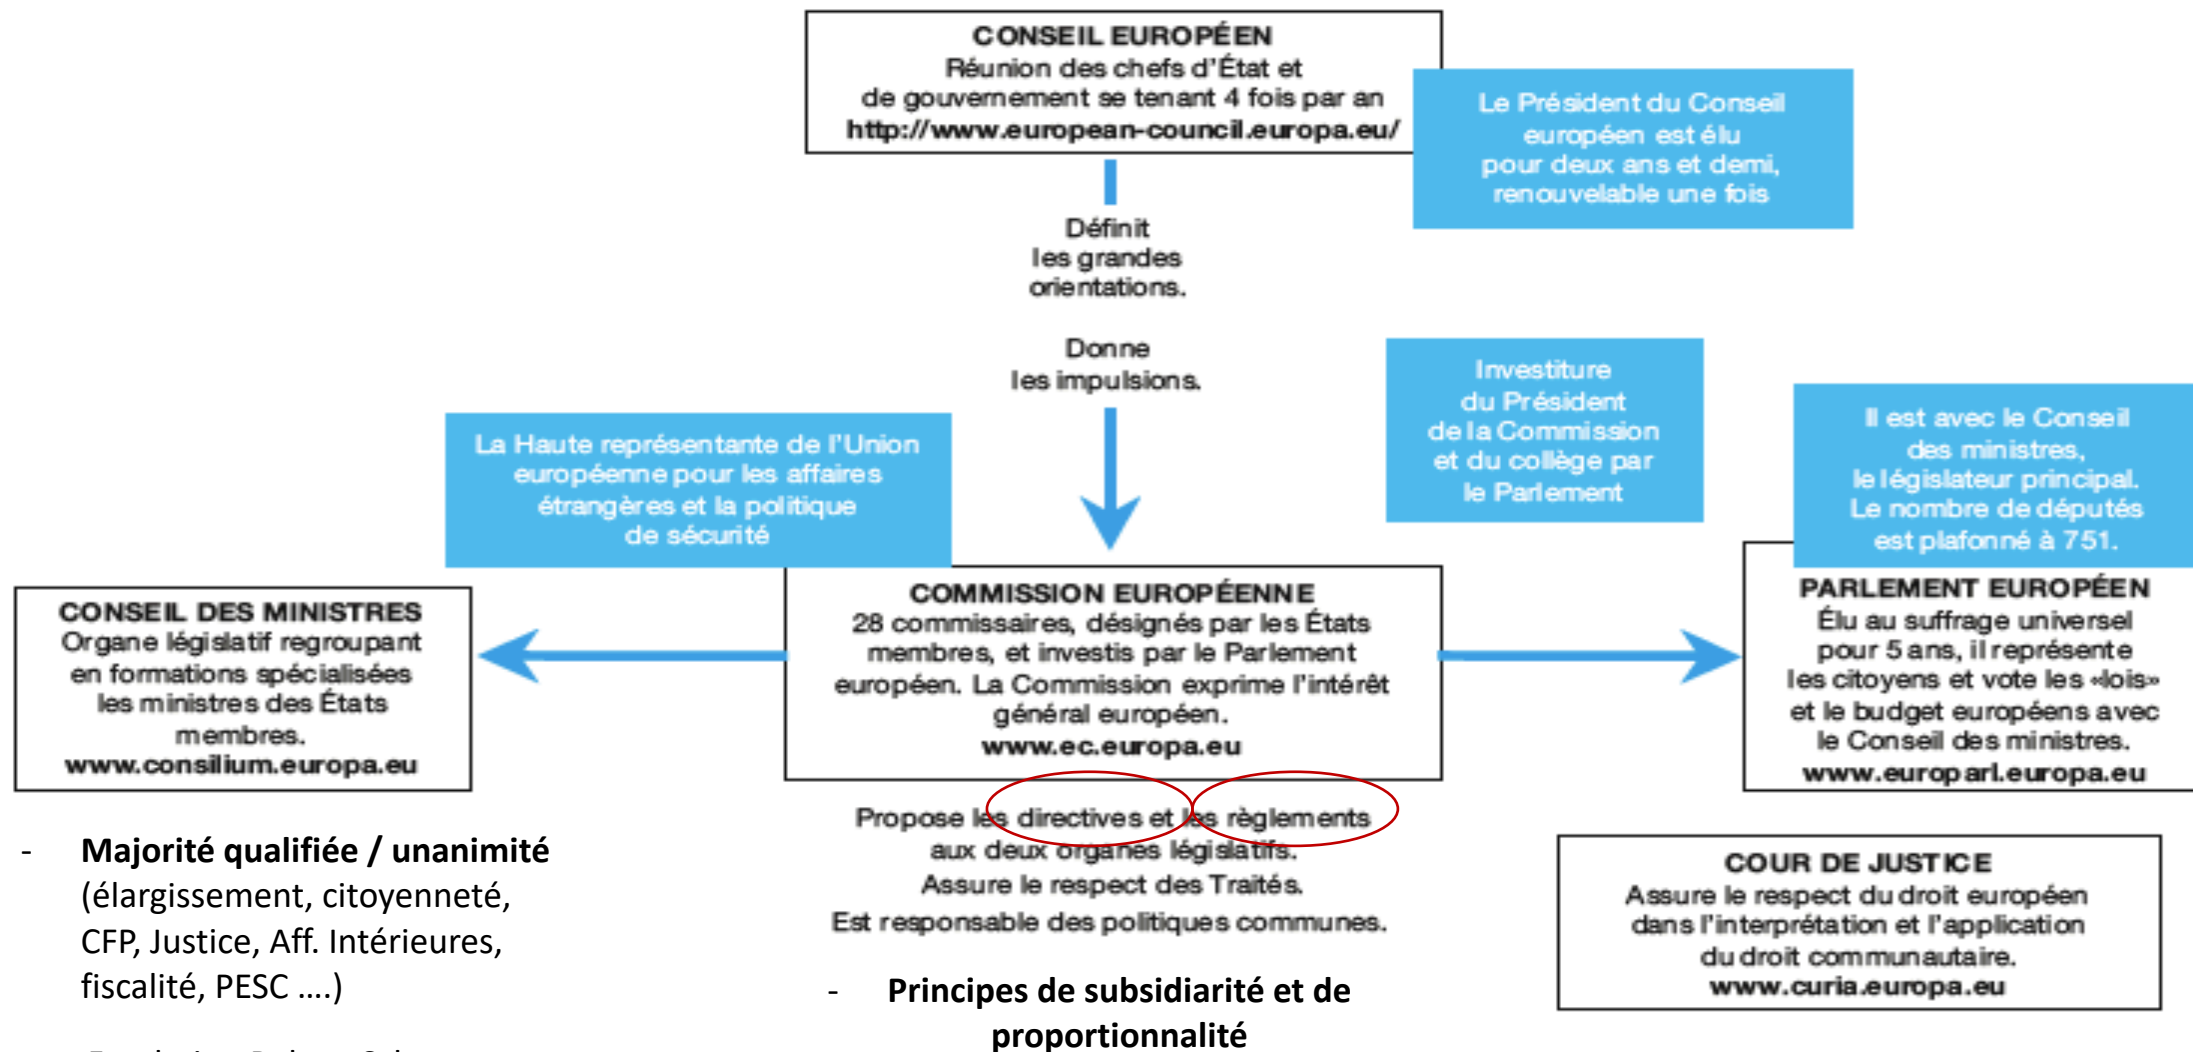 CONSEIL EUROPÉEN
Réunion des chefs d'État et
de gouvernement se tenant 4 fois par an
http://www.european-council.europa.eu/
Le Président du Conseil
européen est élu
pour deux ans et demi,
renouvelable une fois
Définit
les grandes
orientations.
Donne
les impulsions.
Investiture
du Président
de la Commission
et du collège par
le Parlement
Il est avec le Conseil
des ministres,
le législateur principal.
Le nombre de députés
est plafonné à 751.
La Haute représentante de l'Union
européenne pour les affaires
étrangères et la politique
de sécurité
CONSEIL DES MINISTRES
Organe législatif regroupant
en formations spécialisées
les ministres des États
membres.
www.consilium.europa.eu
COMMISSION EUROPÉENNE
28 commissaires, désignés par les États
membres, et investis par le Parlement
européen. La Commission exprime l'intérêt
général européen.
www.ec.europa.eu
PARLEMENT EUROPÉEN
Élu au suffrage universel
pour 5 ans, il représente
les citoyens et vote les «lois»
et le budget européens avec
le Conseil des ministres.
www.europarl.europa.eu
Propose les directives et les règlements
aux deux organes législatifs.
Assure le respect des Traités.
Est responsable des politiques communes.
- Majorité qualifiée / unanimité
(élargissement, citoyenneté,
CFP, Justice, Aff. Intérieures,
fiscalité, PESC ....)
COUR DE JUSTICE
Assure le respect du droit européen
dans l'interprétation et l'application
du droit communautaire.
www.curia.europa.eu
- Principes de subsidiarité et de
proportionnalité